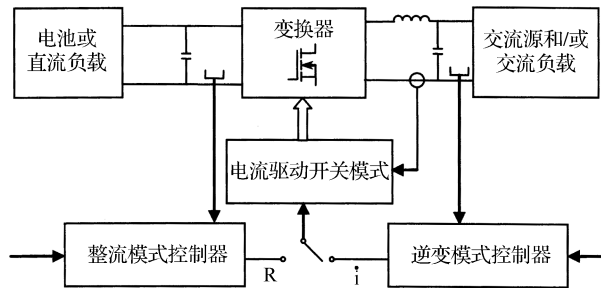 电池或
直流负载
变换器
交流源和/或
交流负载
电流驱动开关模式
整流模式控制器
R
i
逆变模式控制器